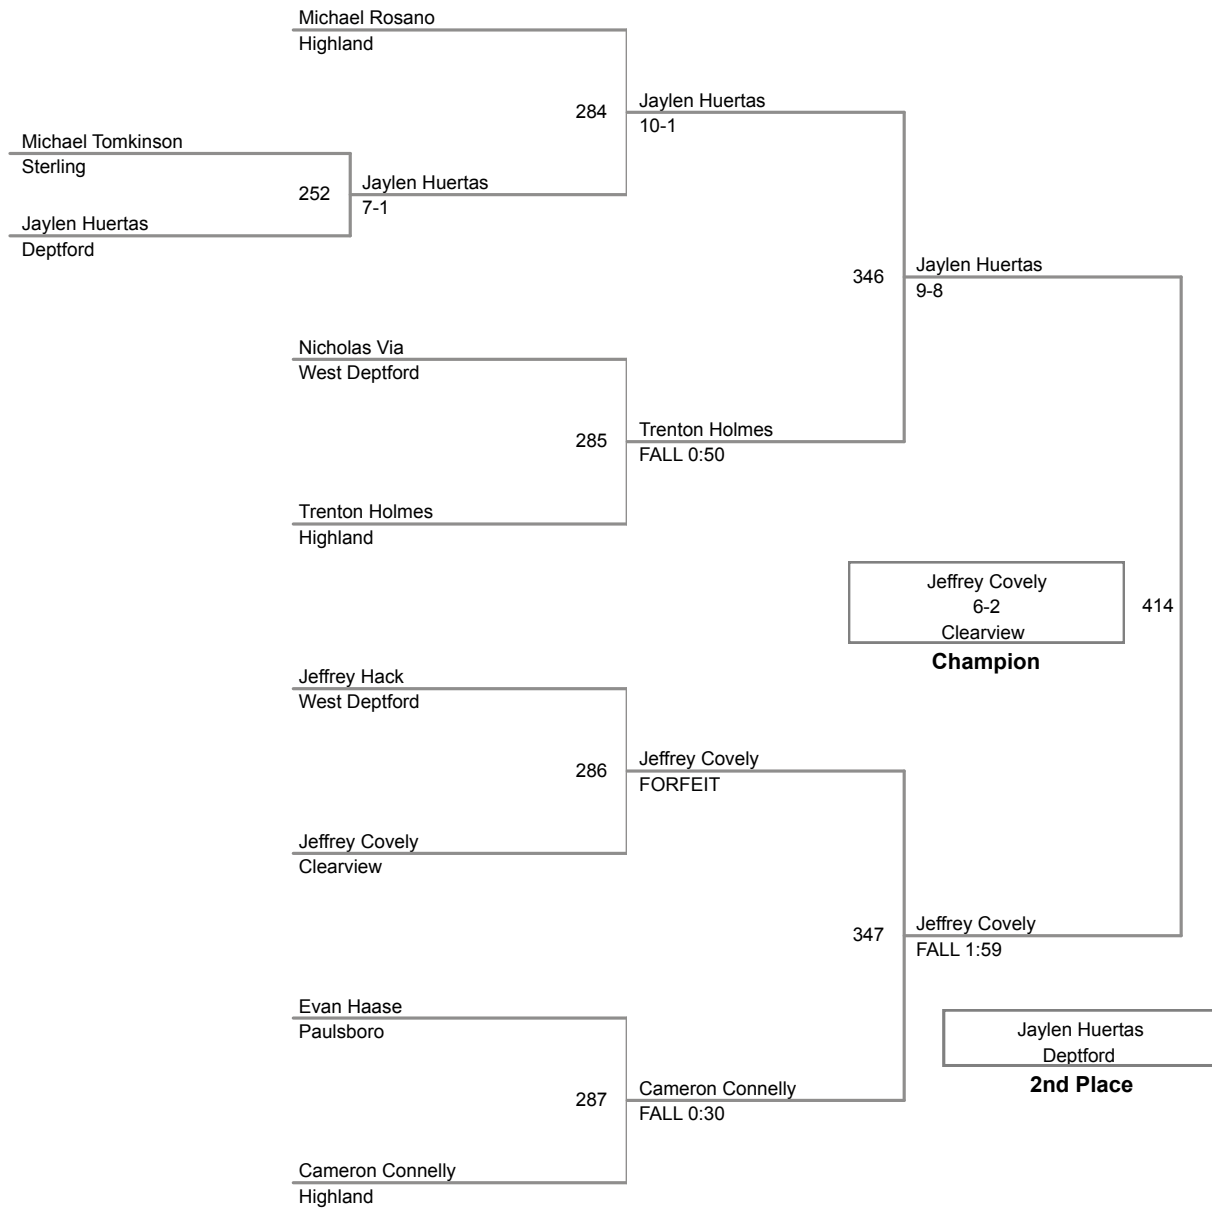 Michael Rosano
Highland
284
Jaylen Huertas
10-1
Michael Tomkinson
Sterling
252
Jaylen Huertas
7-1
Jaylen Huertas
Deptford
346
Jaylen Huertas
9-8
Nicholas Via
West Deptford
285
Trenton Holmes
FALL 0:50
Trenton Holmes
Highland
Jeffrey Covely
6-2
Clearview
Champion
414
Jeffrey Hack
West Deptford
286
Jeffrey Covely
FORFEIT
Jeffrey Covely
Clearview
347
Jeffrey Covely
FALL 1:59
Evan Haase
Paulsboro
Jaylen Huertas
Deptford
2nd Place
287
Cameron Connelly
FALL 0:30
Cameron Connelly
Highland